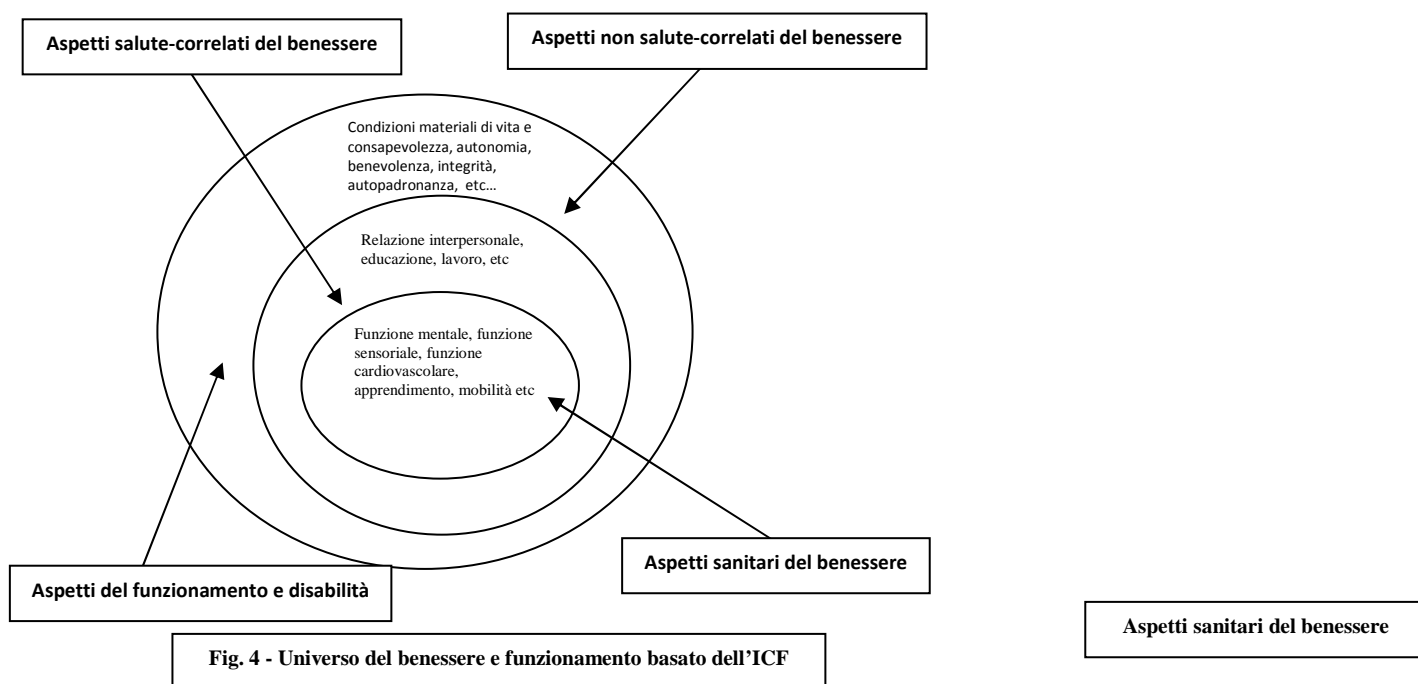 Aspetti salute-correlati del benessere
Aspetti non salute-correlati del benessere
Condizioni materiali di vita e
consapevolezza, autonomia,
benevolenza, integrità,
autopadronanza, etc...
Relazione interpersonale,
educazione, lavoro, etc
Funzione mentale, funzione
sensoriale, funzione
cardiovascolare,
apprendimento, mobilità etc
Aspetti sanitari del benessere
Aspetti del funzionamento e disabilità
Aspetti sanitari del benessere
Fig. 4 - Universo del benessere e funzionamento basato dell’ICF